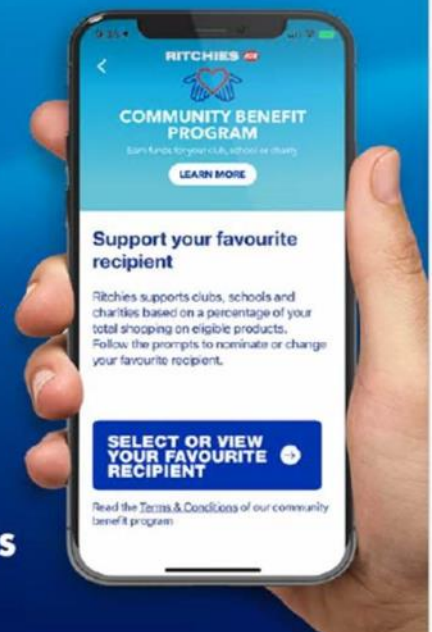 9:35
RITCHIES IGA
COMMUNITY BENEFIT
PROGRAM
Earn funds for your club, school or charity
LEARN MORE
Support your favourite
recipient
Ritchies supports clubs, schools and
charities based on a percentage of your
total shopping on eligible products.
Follow the prompts to nominate or change
your favourite recipient.
SELECT OR VIEW
YOUR FAVOURITE
RECIPIENT
Read the Terms & Conditions of our community
benefit program
s